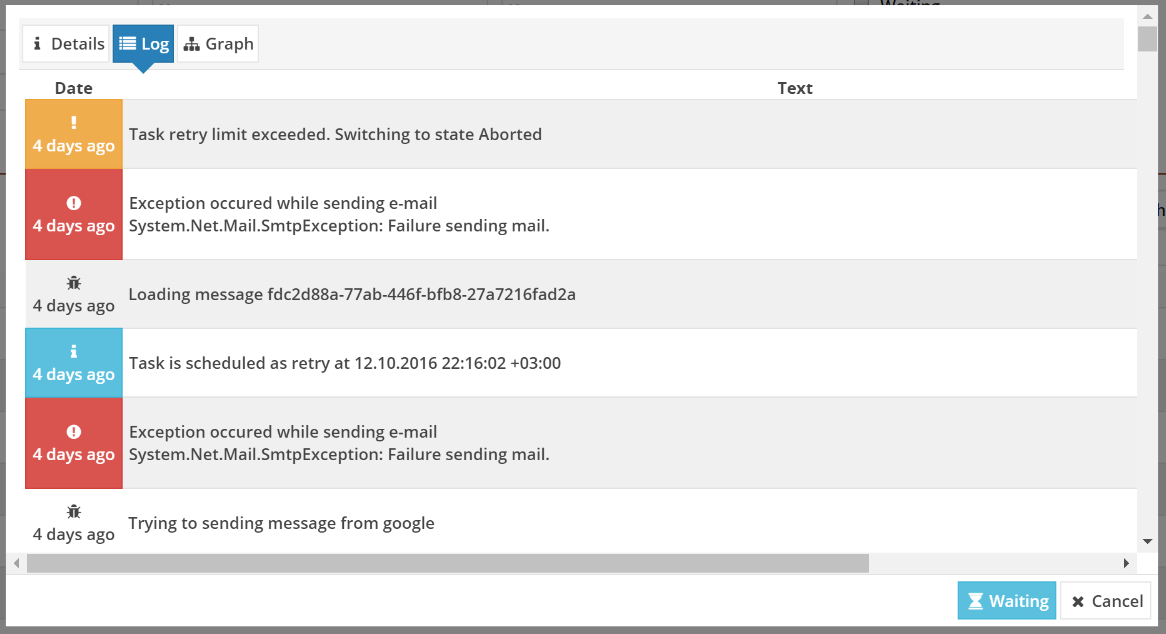 Waiting
Details
Log
Graph
Date
Text
4 days ago
Task retry limit exceeded. Switching to state Aborted
4 days ago
Exception occured while sending e-mail
System.Net.Mail.SmtpException: Failure sending mail.
4 days ago
Loading message fdc2d88a-77ab-446f-bfb8-27a7216fad2a
4 days ago
Task is scheduled as retry at 12.10.2016 22:16:02 +03:00
4 days ago
Exception occured while sending e-mail
System.Net.Mail.SmtpException: Failure sending mail.
4 days ago
Trying to sending message from google
Waiting
Cancel